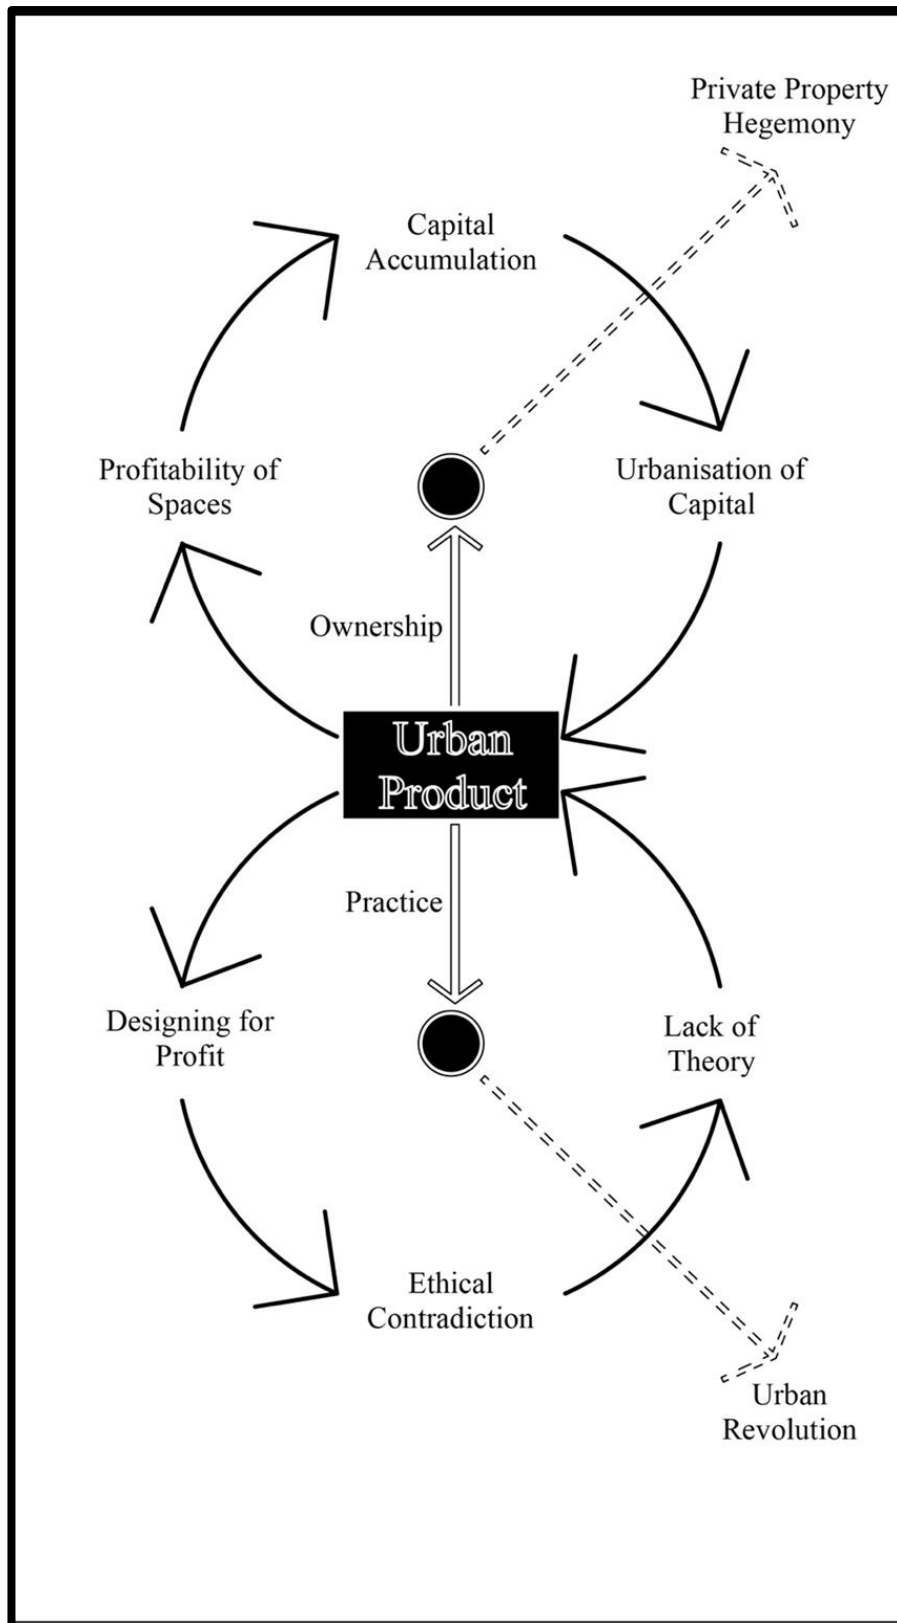 Private Property
Hegemony
Capital
Accumulation
Profitability of
Spaces
Urbanisation of
Capital
Ownership
Urban
Product
Practice
Designing for
Profit
Lack of
Theory
Ethical
Contradiction
Urban
Revolution